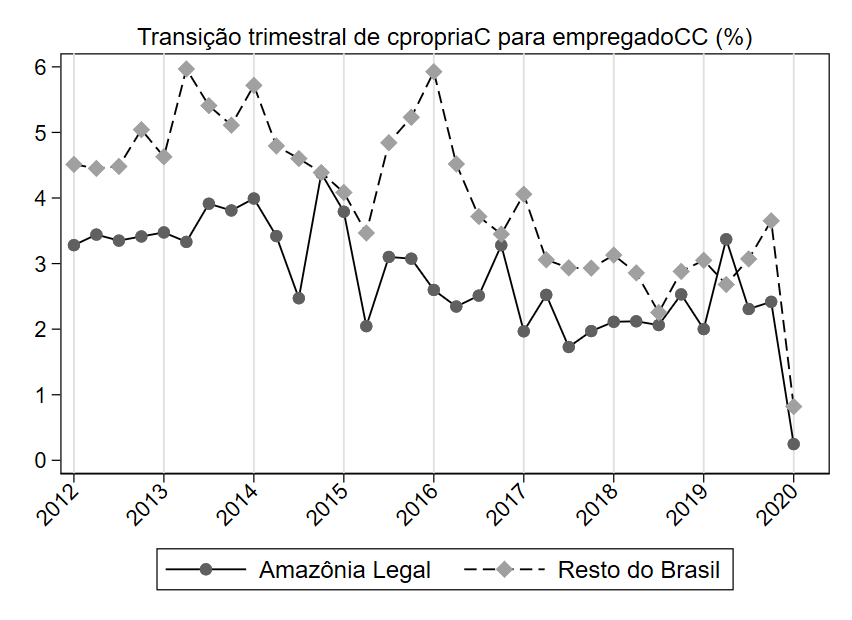 Transição trimestral de cpropriaC para empregadoCC (%)
6
5
4
3
2
1
0
2012 2013 2014 2015 2016 2017 2018 2019 2020
Amazônia Legal Resto do Brasil